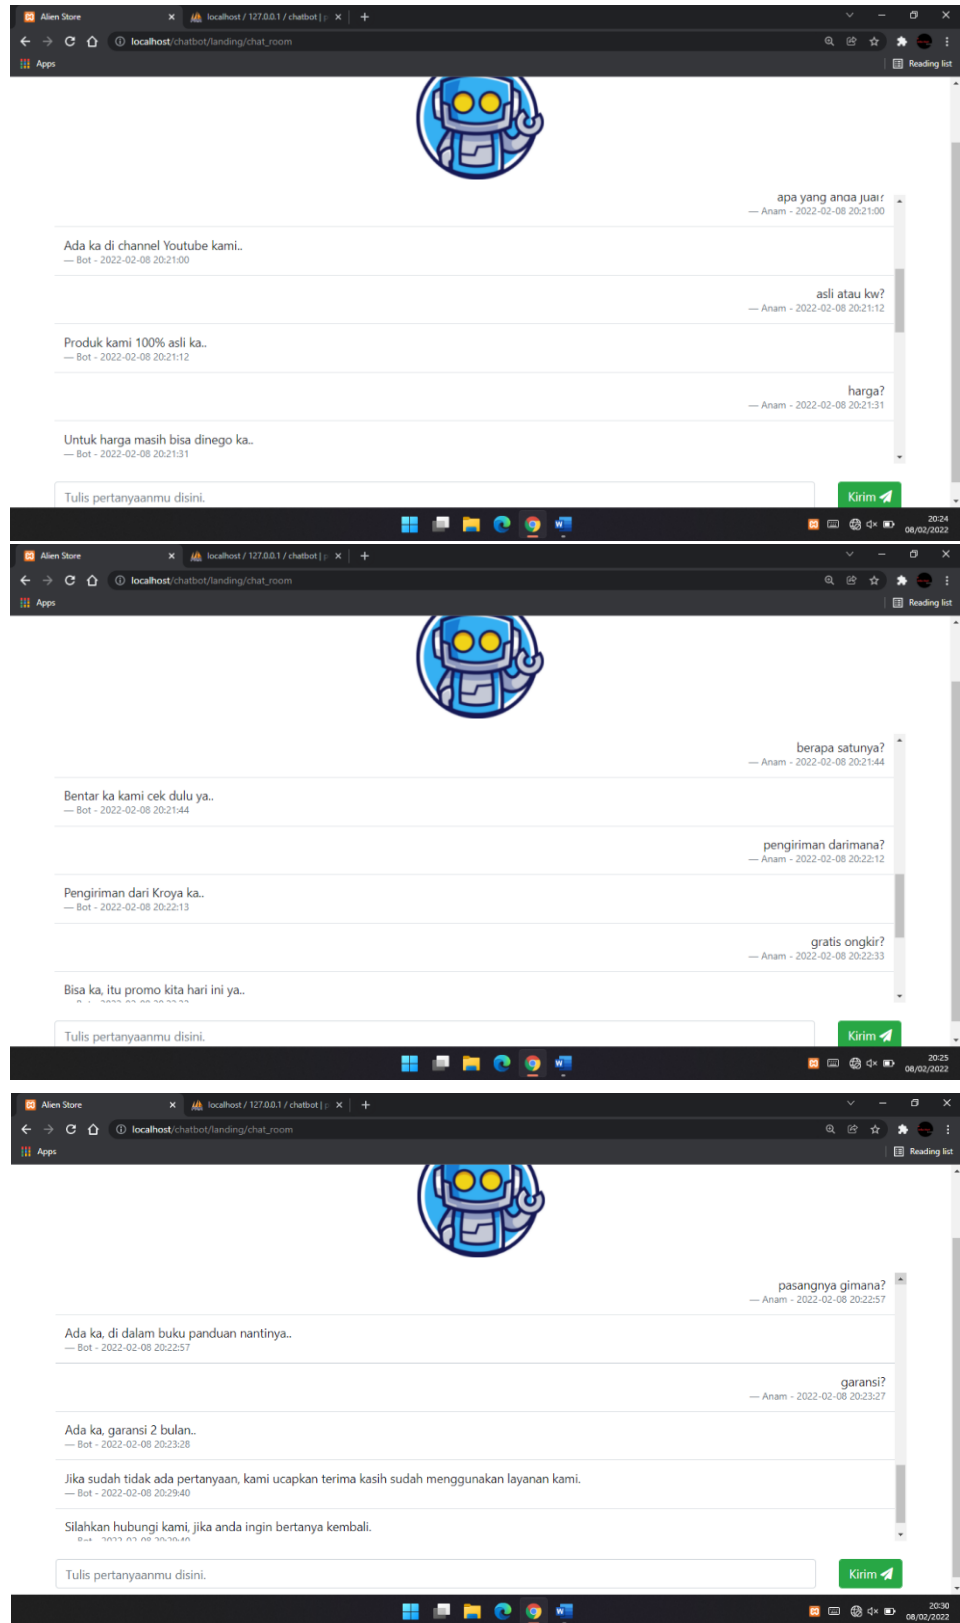 Alien Store
localhost / 127.0.0.1 / chatbot | p
localhost/chatbot/landing/chat_room
Apps
Reading list
apa yang anda jual?
— Anam - 2022-02-08 20:21:00
Ada ka di channel Youtube kami..
— Bot - 2022-02-08 20:21:00
asli atau kw?
— Anam - 2022-02-08 20:21:12
Produk kami 100% asli ka..
— Bot - 2022-02-08 20:21:12
harga?
— Anam - 2022-02-08 20:21:31
Untuk harga masih bisa dinego ka..
— Bot - 2022-02-08 20:21:31
Tulis pertanyaanmu disini.
Kirim
20:24
08/02/2022
Alien Store
localhost / 127.0.0.1 / chatbot | p
localhost/chatbot/landing/chat_room
Apps
Reading list
berapa satunya?
— Anam - 2022-02-08 20:21:44
Bentar ka kami cek dulu ya..
— Bot - 2022-02-08 20:21:44
pengiriman darimana?
— Anam - 2022-02-08 20:22:12
Pengiriman dari Kroya ka..
— Bot - 2022-02-08 20:22:13
gratis ongkir?
— Anam - 2022-02-08 20:22:33
Bisa ka, itu promo kita hari ini ya..
Tulis pertanyaanmu disini.
Kirim
20:25
08/02/2022
Alien Store
localhost / 127.0.0.1 / chatbot | p
localhost/chatbot/landing/chat_room
Apps
Reading list
pasangnya gimana?
— Anam - 2022-02-08 20:22:57
Ada ka, di dalam buku panduan nantinya..
— Bot - 2022-02-08 20:22:57
garansi?
— Anam - 2022-02-08 20:23:27
Ada ka, garansi 2 bulan..
— Bot - 2022-02-08 20:23:28
Jika sudah tidak ada pertanyaan, kami ucapkan terima kasih sudah menggunakan layanan kami.
— Bot - 2022-02-08 20:29:40
Silahkan hubungi kami, jika anda ingin bertanya kembali.
Tulis pertanyaanmu disini.
Kirim
20:30
08/02/2022